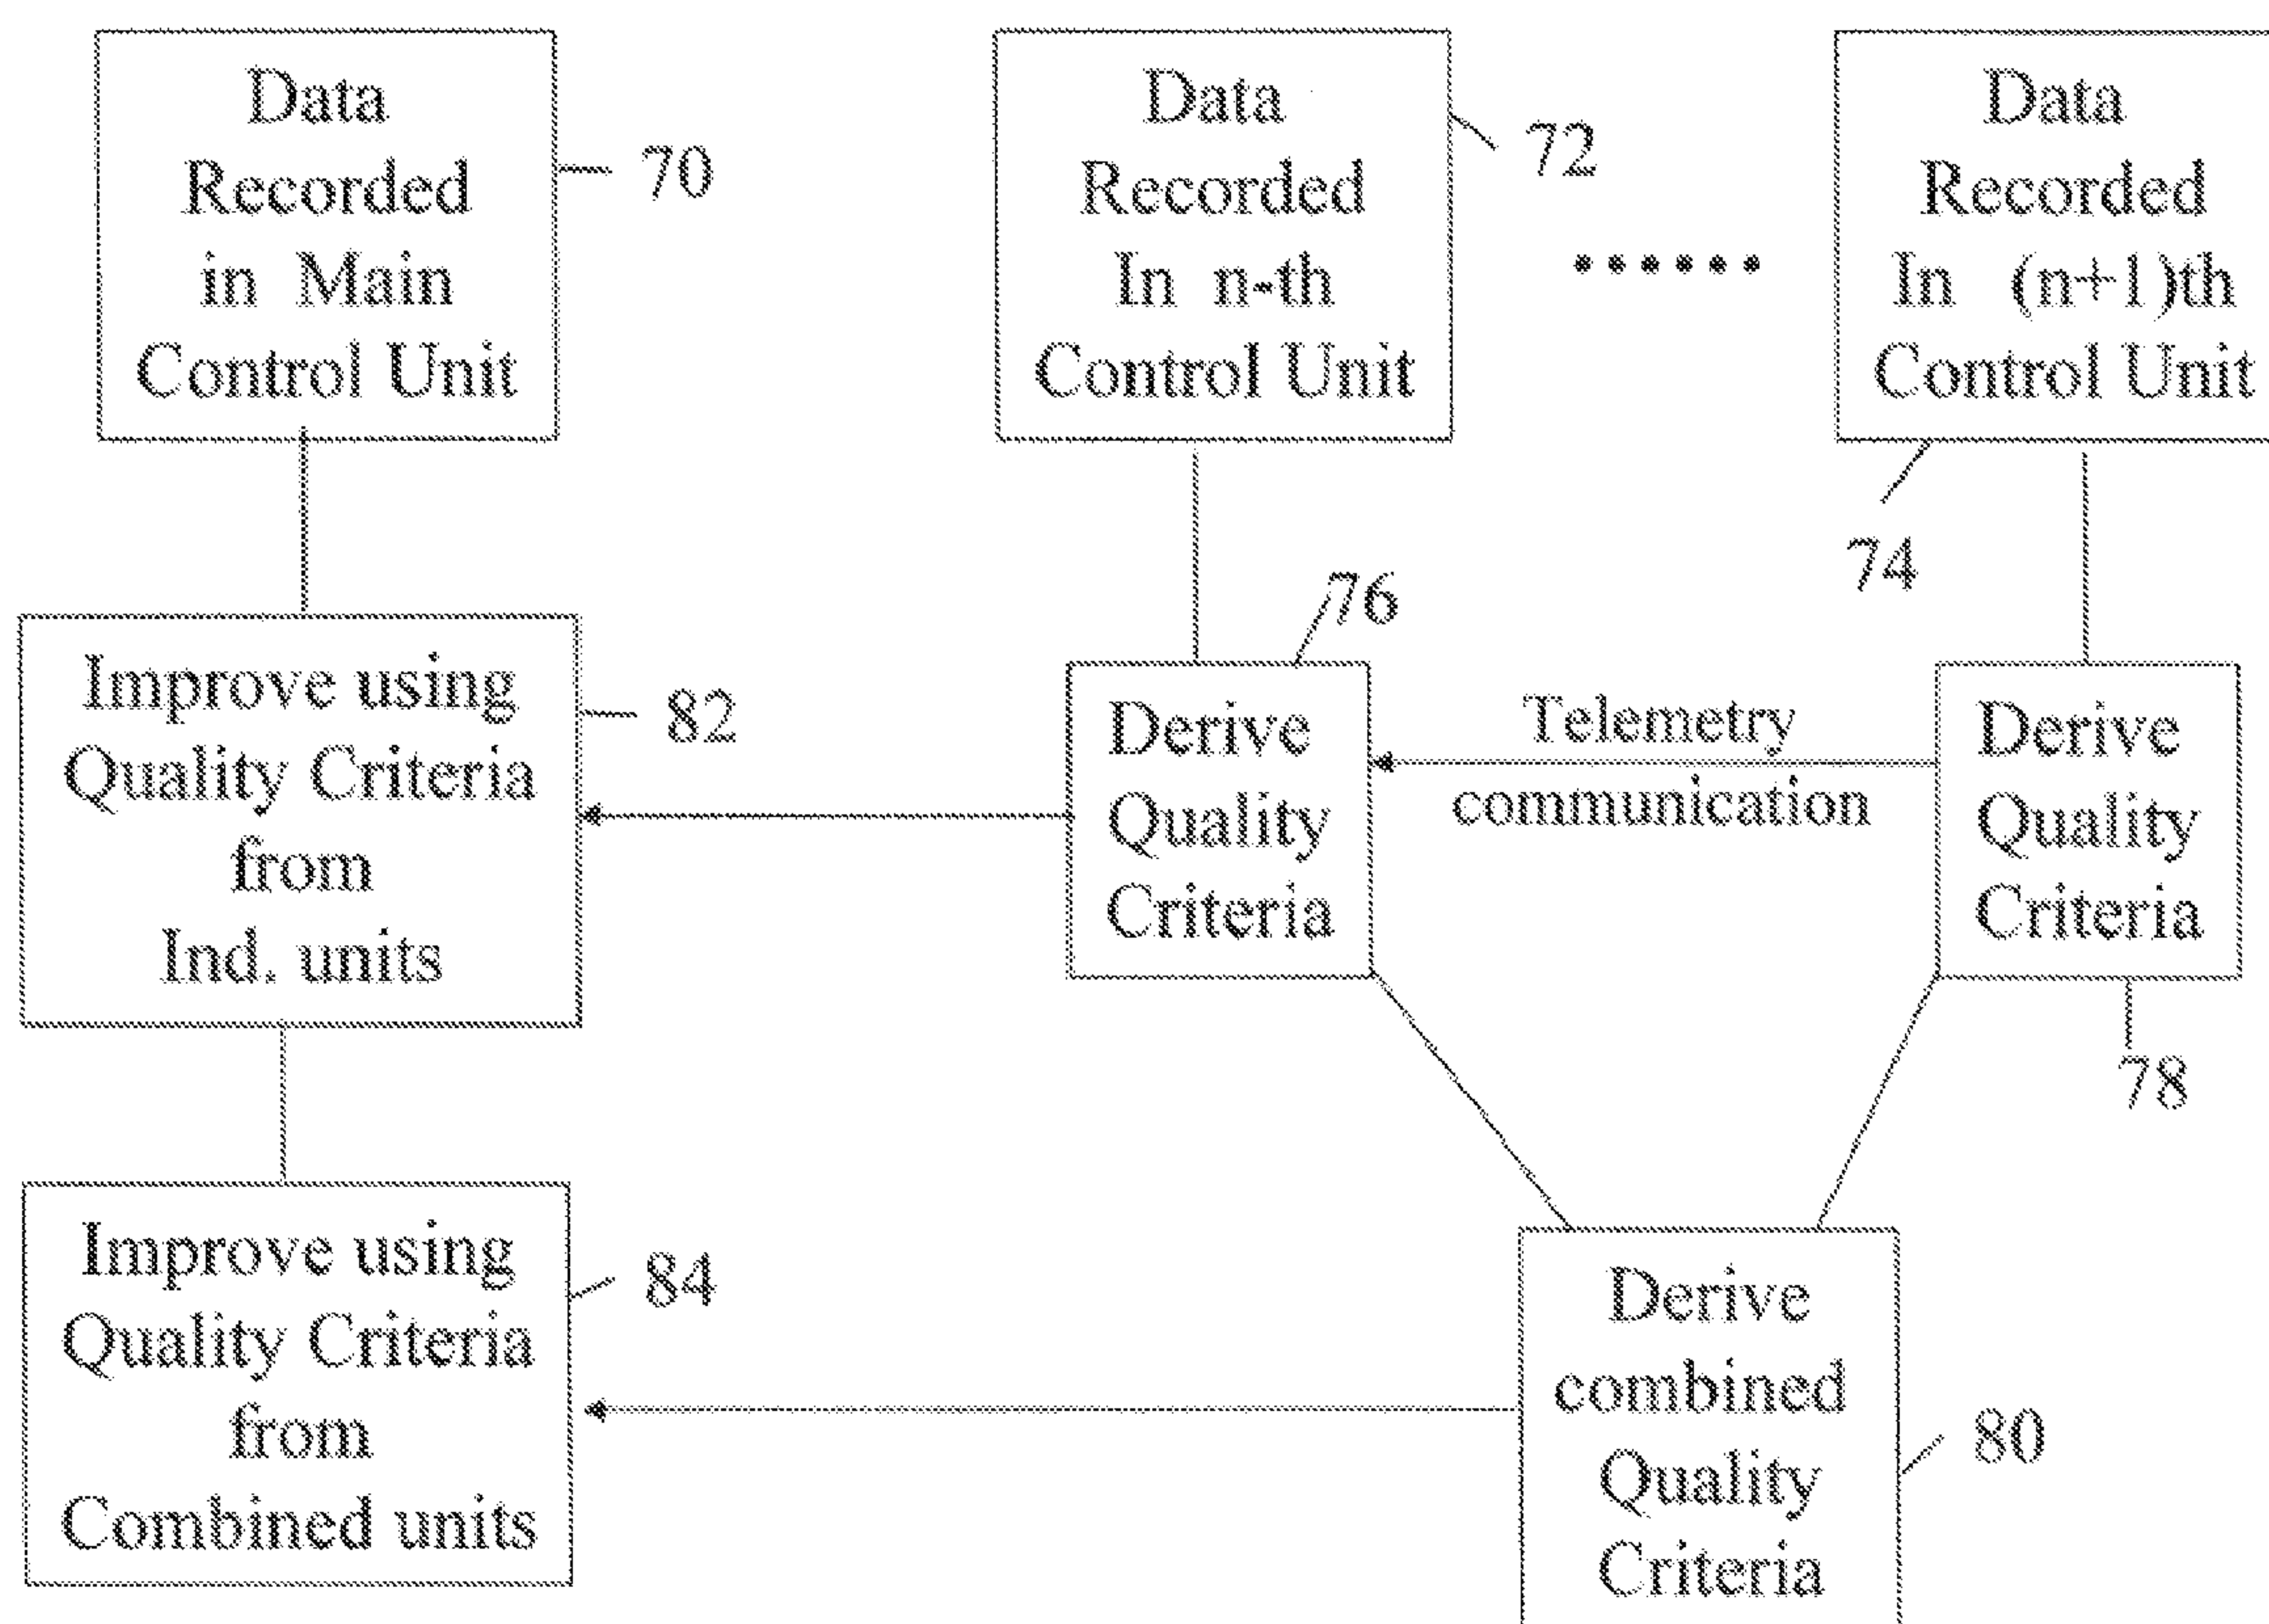 Data
Recorded
in Main
Control Unit
70
Data
Recorded
In n-th
Control Unit
72
......
Data
Recorded
In (n+1)th
Control Unit
74
Improve using
Quality Criteria
from
Ind. units
82
Derive
Quality
Criteria
76
Telemetry
communication
Derive
Quality
Criteria
78
Improve using
Quality Criteria
from
Combined units
84
Derive
combined
Quality
Criteria
80